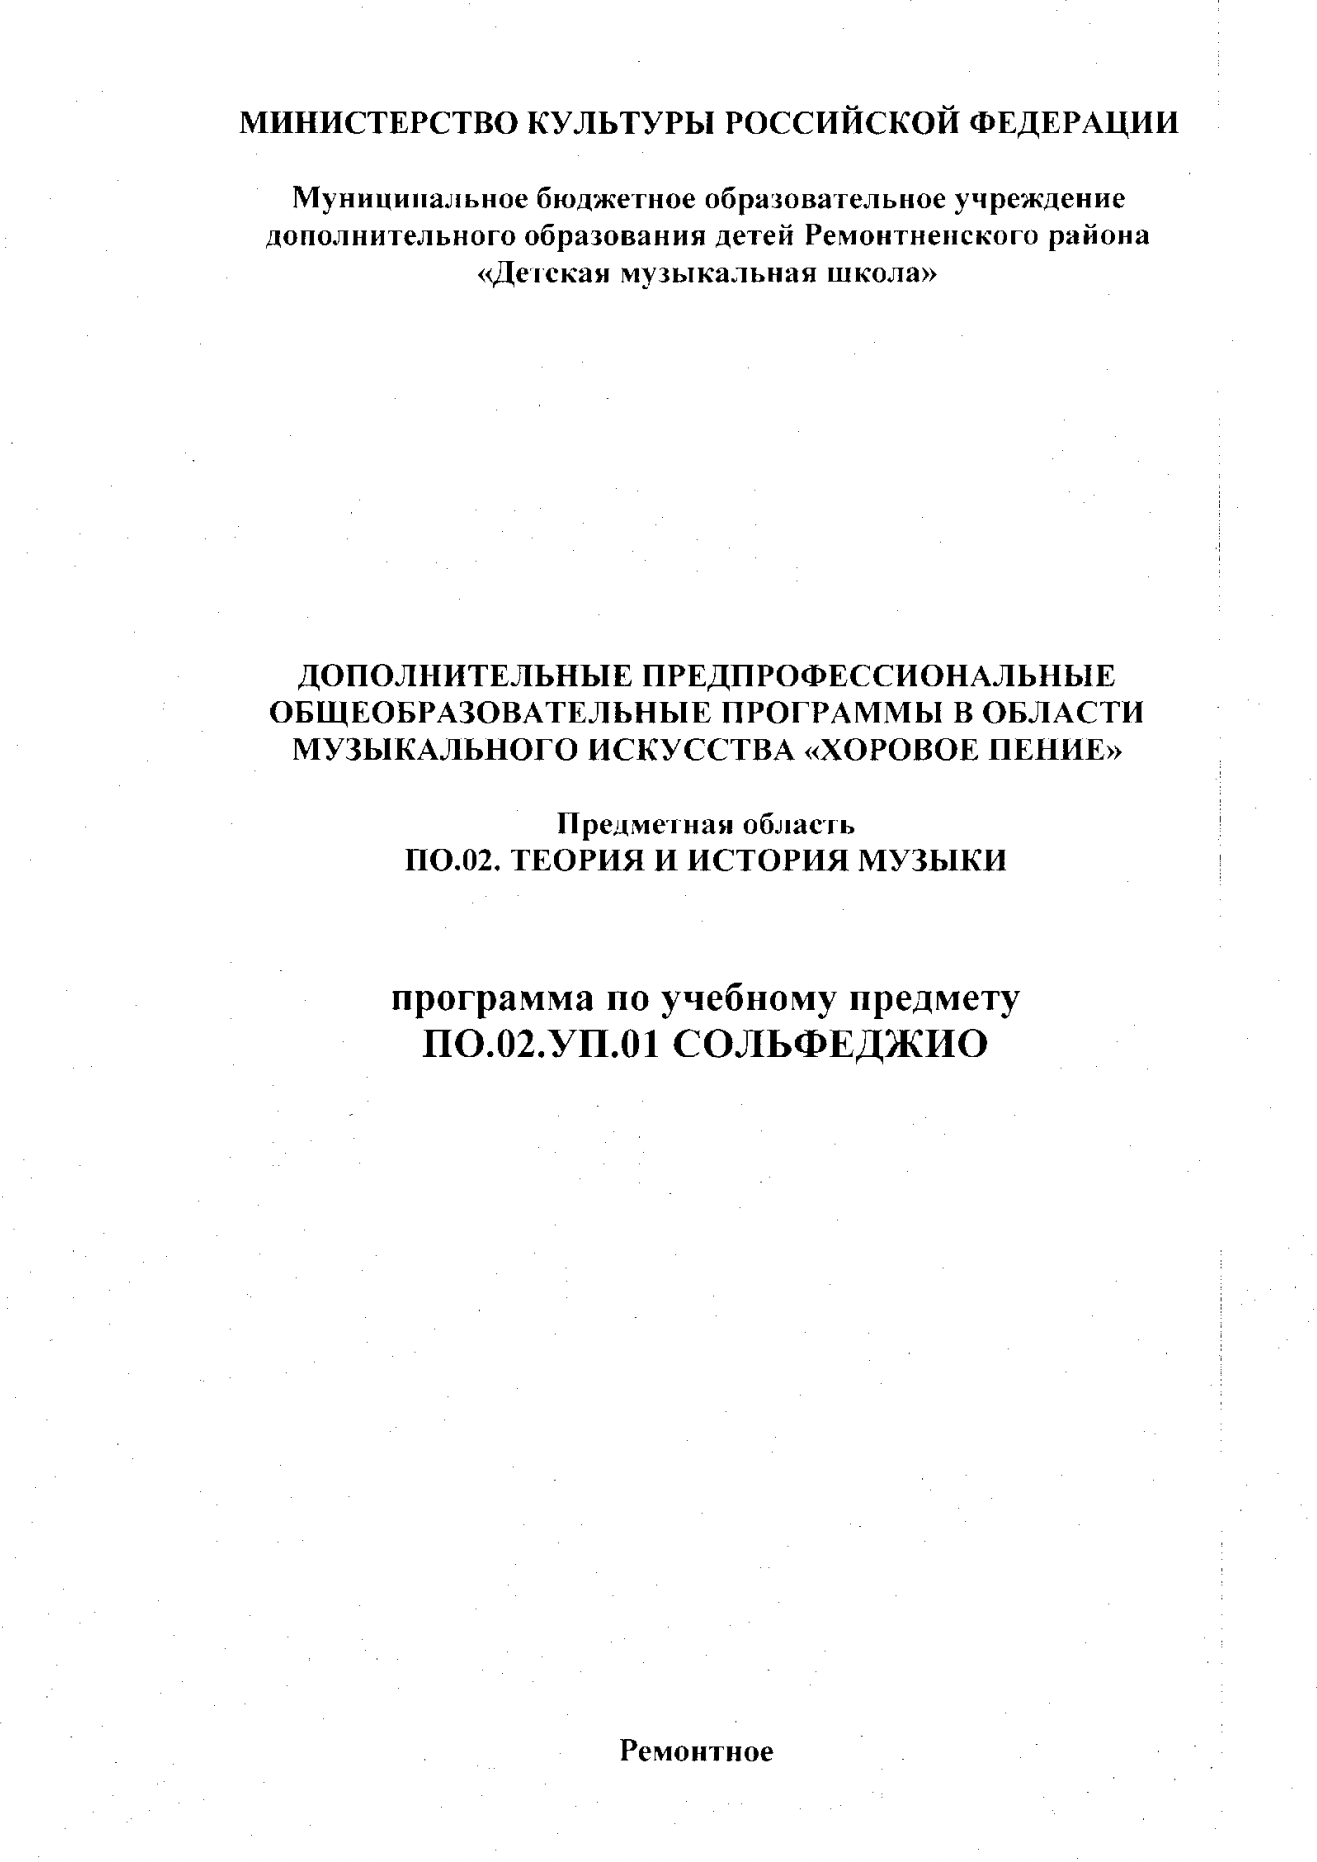 МИНИСТЕРСТВО КУЛЬТУРЫ РОССИЙСКОЙ ФЕДЕРАЦИИ
Муниципальное бюджетное образовательное учреждение
дополнительного образования детей Ремонтненского района
«Детская музыкальная школа»
ДОПОЛНИТЕЛЬНЫЕ ПРЕДПРОФЕССИОНАЛЬНЫЕ
ОБЩЕОБРАЗОВАТЕЛЬНЫЕ ПРОГРАММЫ В ОБЛАСТИ
МУЗЫКАЛЬНОГО ИСКУССТВА «ХОРОВОЕ ПЕНИЕ»
Предметная область
ПО.02. ТЕОРИЯ И ИСТОРИЯ МУЗЫКИ
программа по учебному предмету
ПО.02.УП.01 СОЛЬФЕДЖИО
Ремонтное